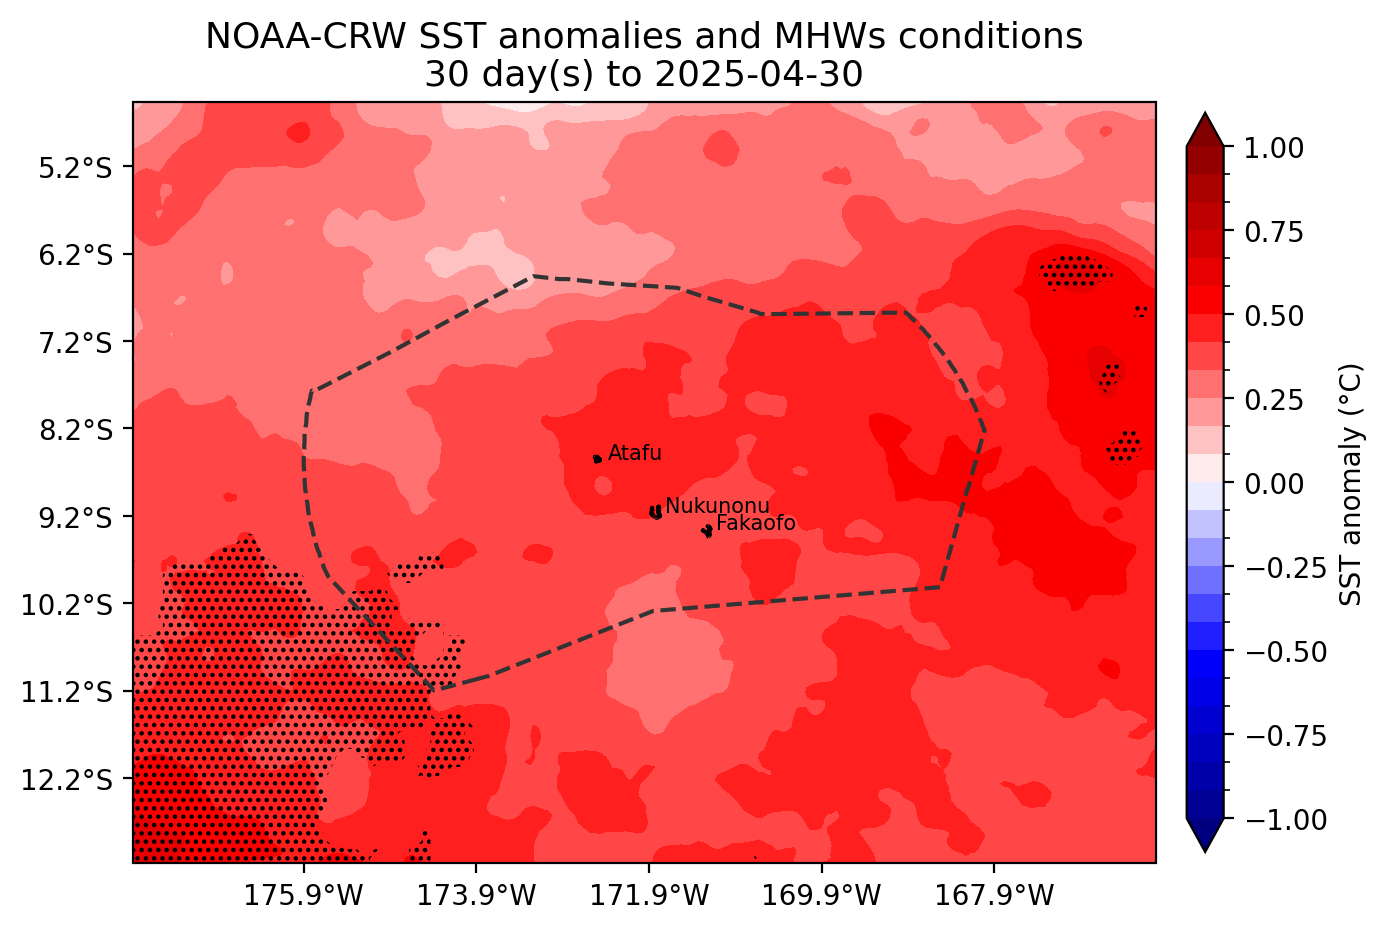 NOAA-CRW SST anomalies and MHWs conditions
30 day(s) to 2025-04-30
5.2°S
6.2°S
7.2°S
8.2°S
9.2°S
10.2°S
11.2°S
12.2°S
Atafu
Nukunonu
Fakaofo
175.9°W
173.9°W
171.9°W
169.9°W
167.9°W
1.00
0.75
0.50
0.25
0.00
−0.25
−0.50
−0.75
−1.00
SST anomaly (°C)